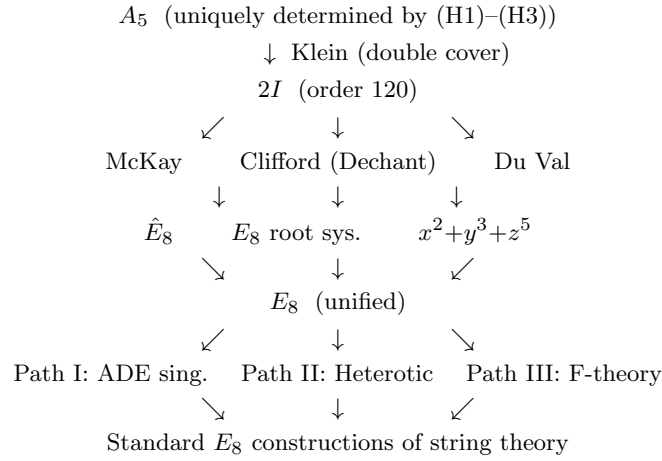 A₅ (uniquely determined by (H1)–(H3))
↓ Klein (double cover)
2I (order 120)
↙ ↓ ↘
McKay Clifford (Dechant) Du Val
↓ ↓ ↓
Ê₈ E₈ root sys. x²+y³+z⁵
↘ ↓ ↙
E₈ (unified)
↙ ↓ ↘
Path I: ADE sing. Path II: Heterotic Path III: F-theory
↘ ↓ ↙
Standard E₈ constructions of string theory